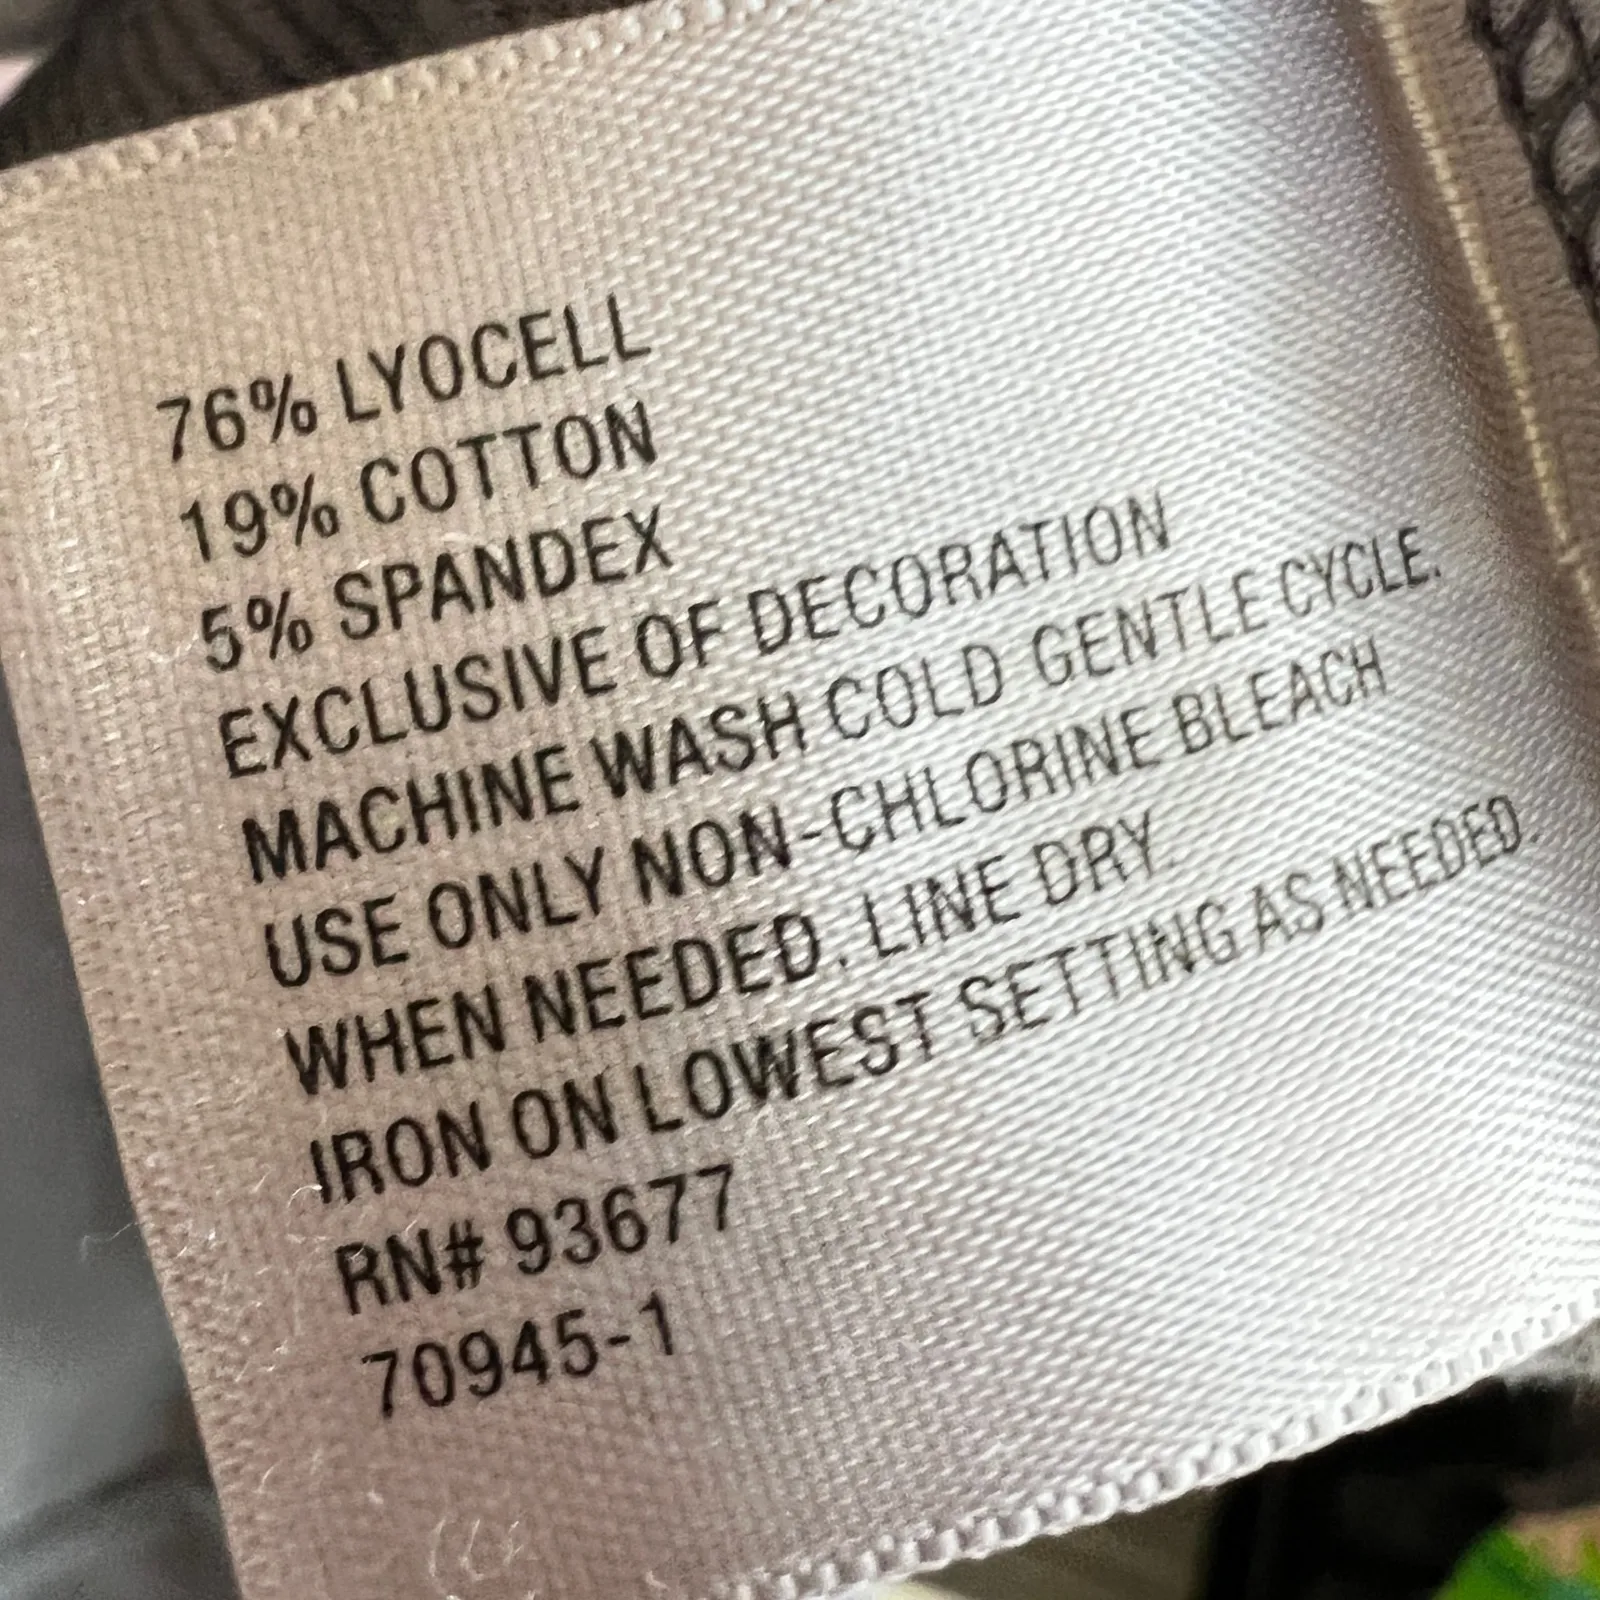 76% LYOCELL
19% COTTON
5% SPANDEX
EXCLUSIVE OF DECORATION
MACHINE WASH COLD GENTLE CYCLE.
USE ONLY NON-CHLORINE BLEACH
WHEN NEEDED. LINE DRY.
IRON ON LOWEST SETTING AS NEEDED.
RN# 93677
70945-1